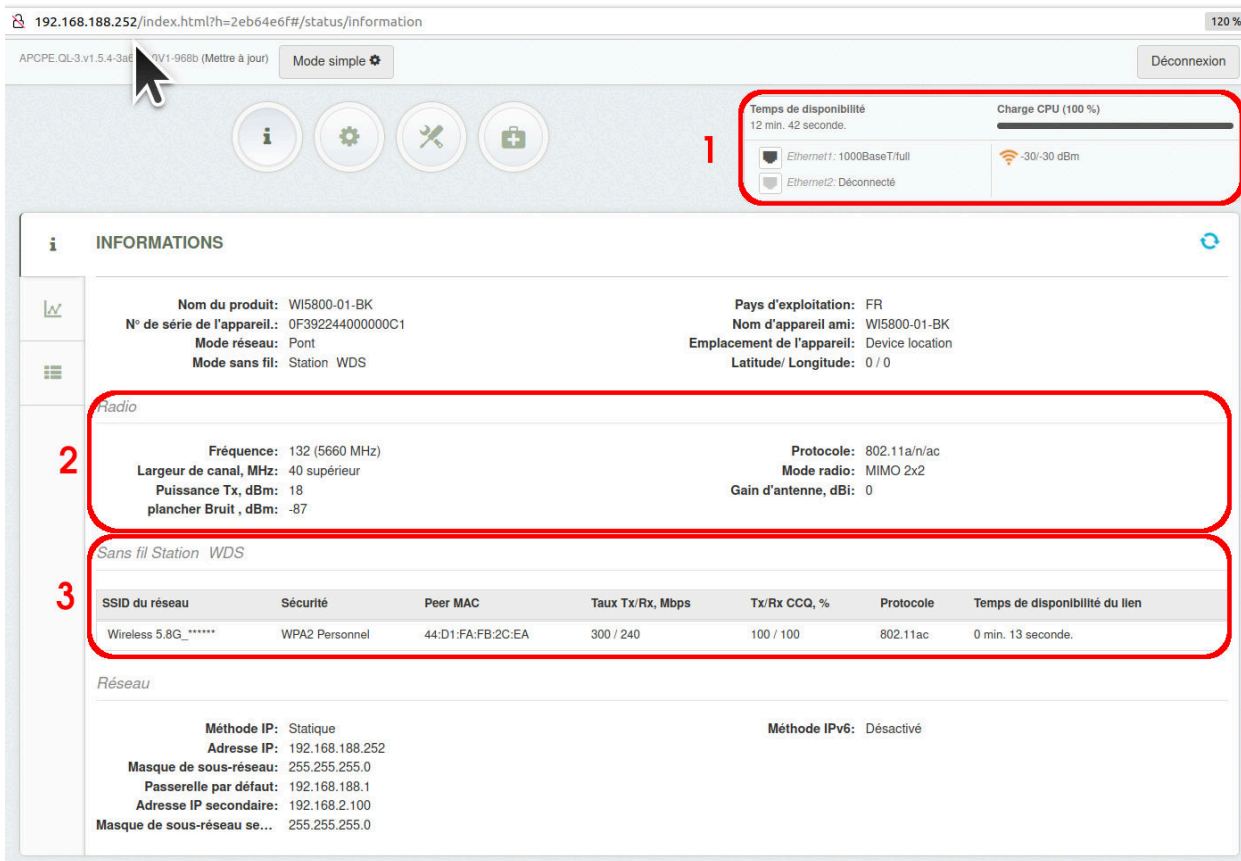 192.168.188.252/index.html?h=2eb64e6f#/status/information
120 %
APCPE.QL-3.v1.5.4-3a6 0V1-968b (Mettre à jour)
Mode simple
Déconnexion
Temps de disponibilité
12 min. 42 seconde.
Charge CPU (100 %)
1
Ethernet1: 1000BaseT/full
-30/-30 dBm
Ethernet2: Déconnecté
INFORMATIONS
Nom du produit: WI5800-01-BK
Pays d'exploitation: FR
N° de série de l'appareil.: 0F392244000000C1
Nom d'appareil ami: WI5800-01-BK
Mode réseau: Pont
Emplacement de l'appareil: Device location
Mode sans fil: Station WDS
Latitude/ Longitude: 0 / 0
Radio
2
Fréquence: 132 (5660 MHz)
Protocole: 802.11a/n/ac
Largeur de canal, MHz: 40 supérieur
Mode radio: MIMO 2x2
Puissance Tx, dBm: 18
Gain d'antenne, dBi: 0
plancher Bruit , dBm: -87
Sans fil Station WDS
3
SSID du réseau Sécurité Peer MAC Taux Tx/Rx, Mbps Tx/Rx CCQ, % Protocole Temps de disponibilité du lien
Wireless 5.8G_****** WPA2 Personnel 44:D1:FA:FB:2C:EA 300 / 240 100 / 100 802.11ac 0 min. 13 seconde.
Réseau
Méthode IP: Statique
Méthode IPv6: Désactivé
Adresse IP: 192.168.188.252
Masque de sous-réseau: 255.255.255.0
Passerelle par défaut: 192.168.188.1
Adresse IP secondaire: 192.168.2.100
Masque de sous-réseau se... 255.255.255.0